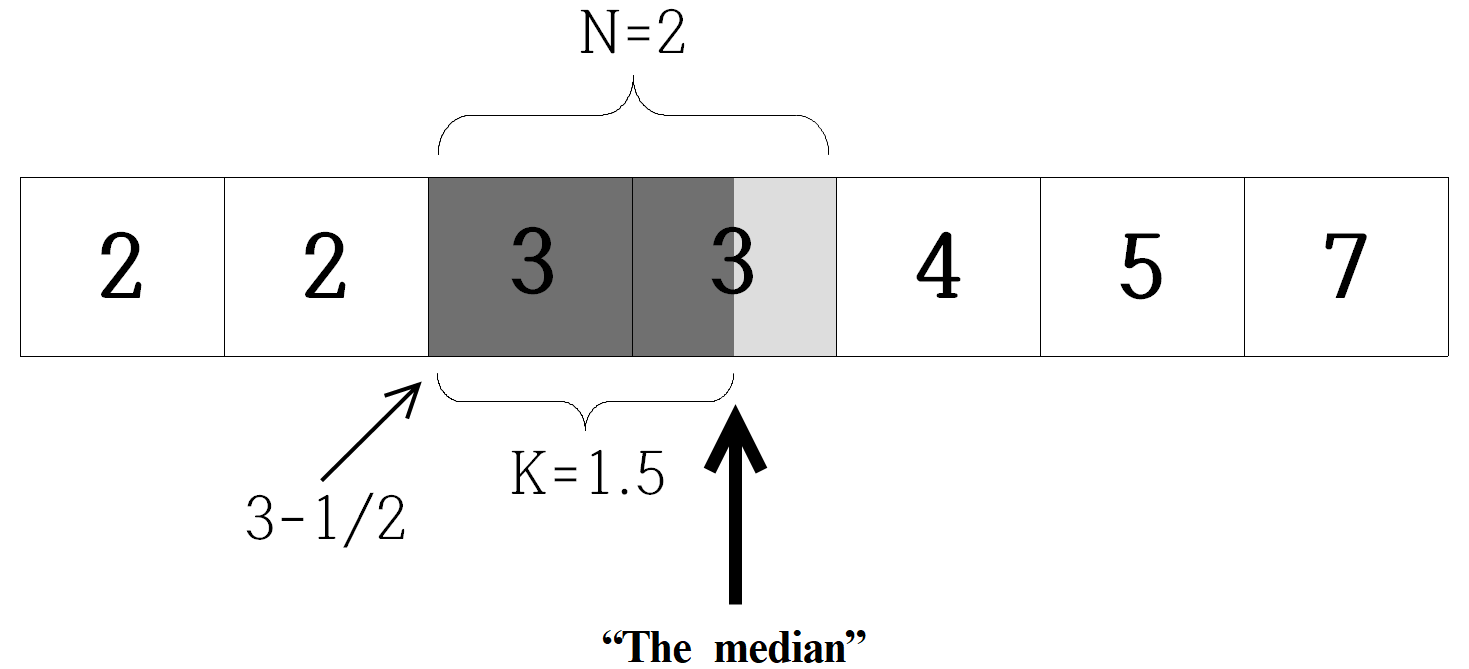 N=2
2 2 3 3 4 5 7
3-1/2
K=1.5
“The median”